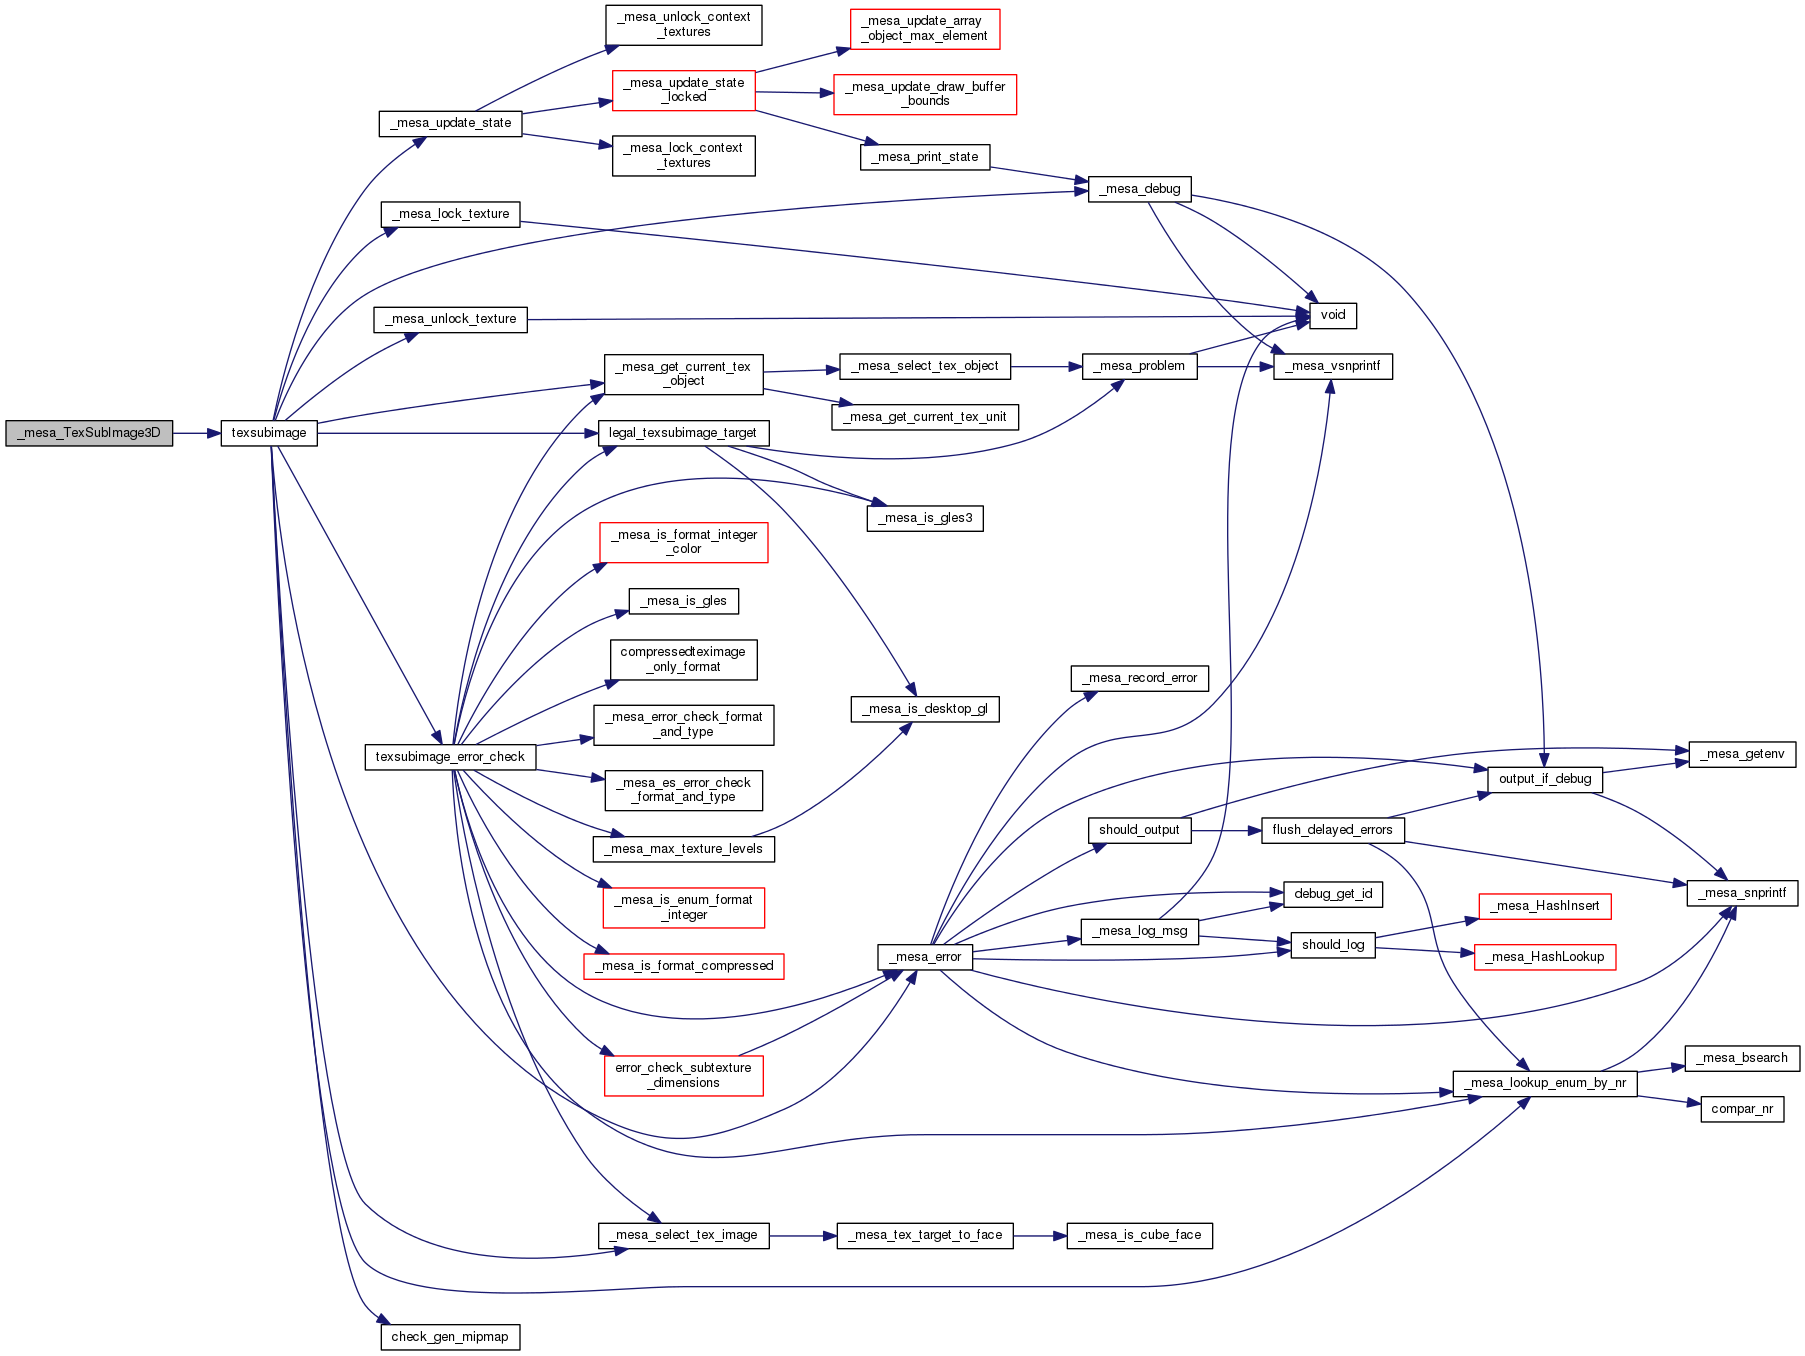 _mesa_unlock_context
_textures
_mesa_update_array
_object_max_element
_mesa_update_state
_locked
_mesa_update_draw_buffer
_bounds
_mesa_update_state
_mesa_lock_context
_textures
_mesa_print_state
_mesa_debug
_mesa_lock_texture
_mesa_unlock_texture
void
_mesa_get_current_tex
_object
_mesa_select_tex_object
_mesa_problem
_mesa_vsnprintf
_mesa_get_current_tex_unit
_mesa_TexSubImage3D
texsubimage
legal_texsubimage_target
_mesa_is_gles3
_mesa_is_format_integer
_color
_mesa_is_gles
compressedteximage
_only_format
_mesa_record_error
_mesa_is_desktop_gl
_mesa_error_check_format
_and_type
texsubimage_error_check
_mesa_getenv
output_if_debug
_mesa_es_error_check
_format_and_type
should_output
flush_delayed_errors
_mesa_max_texture_levels
_mesa_is_enum_format
_integer
debug_get_id
_mesa_snprintf
_mesa_HashInsert
_mesa_log_msg
should_log
_mesa_error
_mesa_HashLookup
_mesa_is_format_compressed
error_check_subtexture
_dimensions
_mesa_bsearch
_mesa_lookup_enum_by_nr
compar_nr
_mesa_select_tex_image
_mesa_tex_target_to_face
_mesa_is_cube_face
check_gen_mipmap